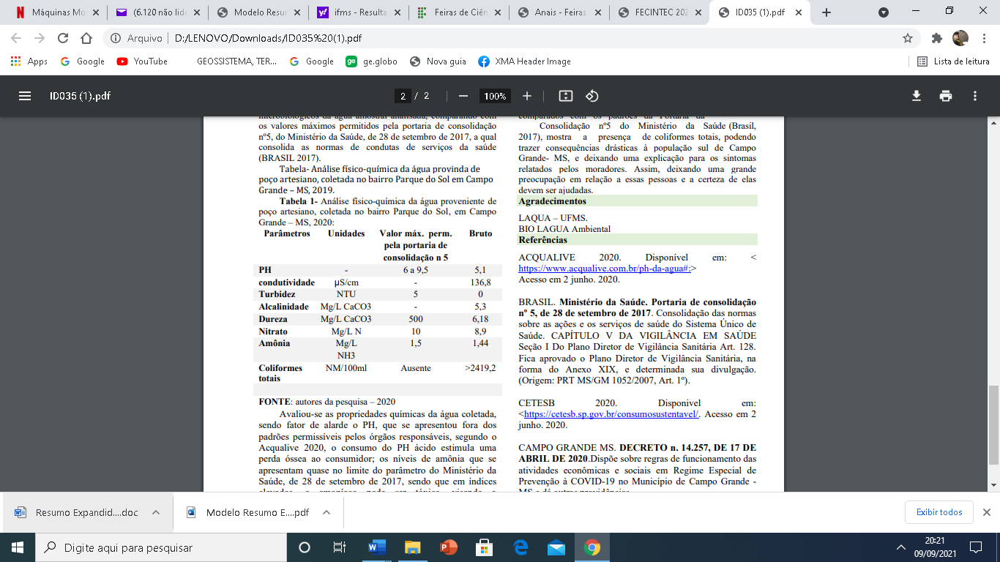 Máquinas Mo
(6.120 não lid
Modelo Resur
ifms - Resulta
Feiras de Ciên
Anais - Feiras
FECINTEC 202
ID035 (1).pdf
Arquivo
D:/LENOVO/Downloads/ID035%20(1).pdf
Apps
Google
YouTube
GEOSSISTEMA, TER...
Google
ge
ge.globo
Nova guia
XMA Header Image
Lista de leitura
ID035 (1).pdf
2 / 2
100%
microbiológicos da água amostral analisada, comparando com
os valores máximos permitidos pela portaria de consolidação
nº5, do Ministério da Saúde, de 28 de setembro de 2017, a qual
consolida as normas de condutas de serviços da saúde
(BRASIL 2017).
Tabela- Análise físico-química da água provinda de
poço artesiano, coletada no bairro Parque do Sol em Campo
Grande – MS, 2019.
Tabela 1- Análise físico-química da água proveniente de
poço artesiano, coletada no bairro Parque do Sol, em Campo
Grande – MS, 2020:
Parâmetros Unidades Valor máx. perm. Bruto
pela portaria de
consolidação n 5
PH - 6 a 9,5 5,1
condutividade µS/cm - 136,8
Turbidez NTU 5 0
Alcalinidade Mg/L CaCO3 - 5,3
Dureza Mg/L CaCO3 500 6,18
Nitrato Mg/L N 10 8,9
Amônia Mg/L 1,5 1,44
NH3
Coliformes NM/100ml Ausente >2419,2
totais
FONTE: autores da pesquisa – 2020
Avaliou-se as propriedades químicas da água coletada,
sendo fator de alarde o PH, que se apresentou fora dos
padrões permissíveis pelos órgãos responsáveis, segundo o
Acqualive 2020, o consumo do PH ácido estimula uma
perda óssea ao consumidor; os níveis de amônia que se
apresentam quase no limite do parâmetro do Ministério da
Saúde, de 28 de setembro de 2017, sendo que em índices
comparados com os padrões da Portaria da
Consolidação nº5 do Ministério da Saúde (Brasil,
2017), mostra a presença de coliformes totais, podendo
trazer consequências drásticas à população sul de Campo
Grande- MS, e deixando uma explicação para os sintomas
relatados pelos moradores. Assim, deixando uma grande
preocupação em relação a essas pessoas e a certeza de elas
devem ser ajudadas.
Agradecimentos
LAQUA – UFMS.
BIO LAGUA Ambiental
Referências
ACQUALIVE 2020. Disponível em: <
https://www.acqualive.com.br/ph-da-agua#:>
Acesso em 2 junho. 2020.
BRASIL. Ministério da Saúde. Portaria de consolidação
nº 5, de 28 de setembro de 2017. Consolidação das normas
sobre as ações e os serviços de saúde do Sistema Único de
Saúde. CAPÍTULO V DA VIGILÂNCIA EM SAÚDE
Seção I Do Plano Diretor de Vigilância Sanitária Art. 128.
Fica aprovado o Plano Diretor de Vigilância Sanitária, na
forma do Anexo XIX, e determinada sua divulgação.
(Origem: PRT MS/GM 1052/2007, Art. 1º).
CETESB 2020. Disponivel em:
<https://cetesb.sp.gov.br/consumosustentavel/. Acesso em 2
junho. 2020.
CAMPO GRANDE MS. DECRETO n. 14.257, DE 17 DE
ABRIL DE 2020.Dispõe sobre regras de funcionamento das
atividades econômicas e sociais em Regime Especial de
Prevenção à COVID-19 no Município de Campo Grande -
MS e dá outras providências
Resumo Expandid....doc
Modelo Resumo E....pdf
Exibir todos
Digite aqui para pesquisar
20:21
09/09/2021